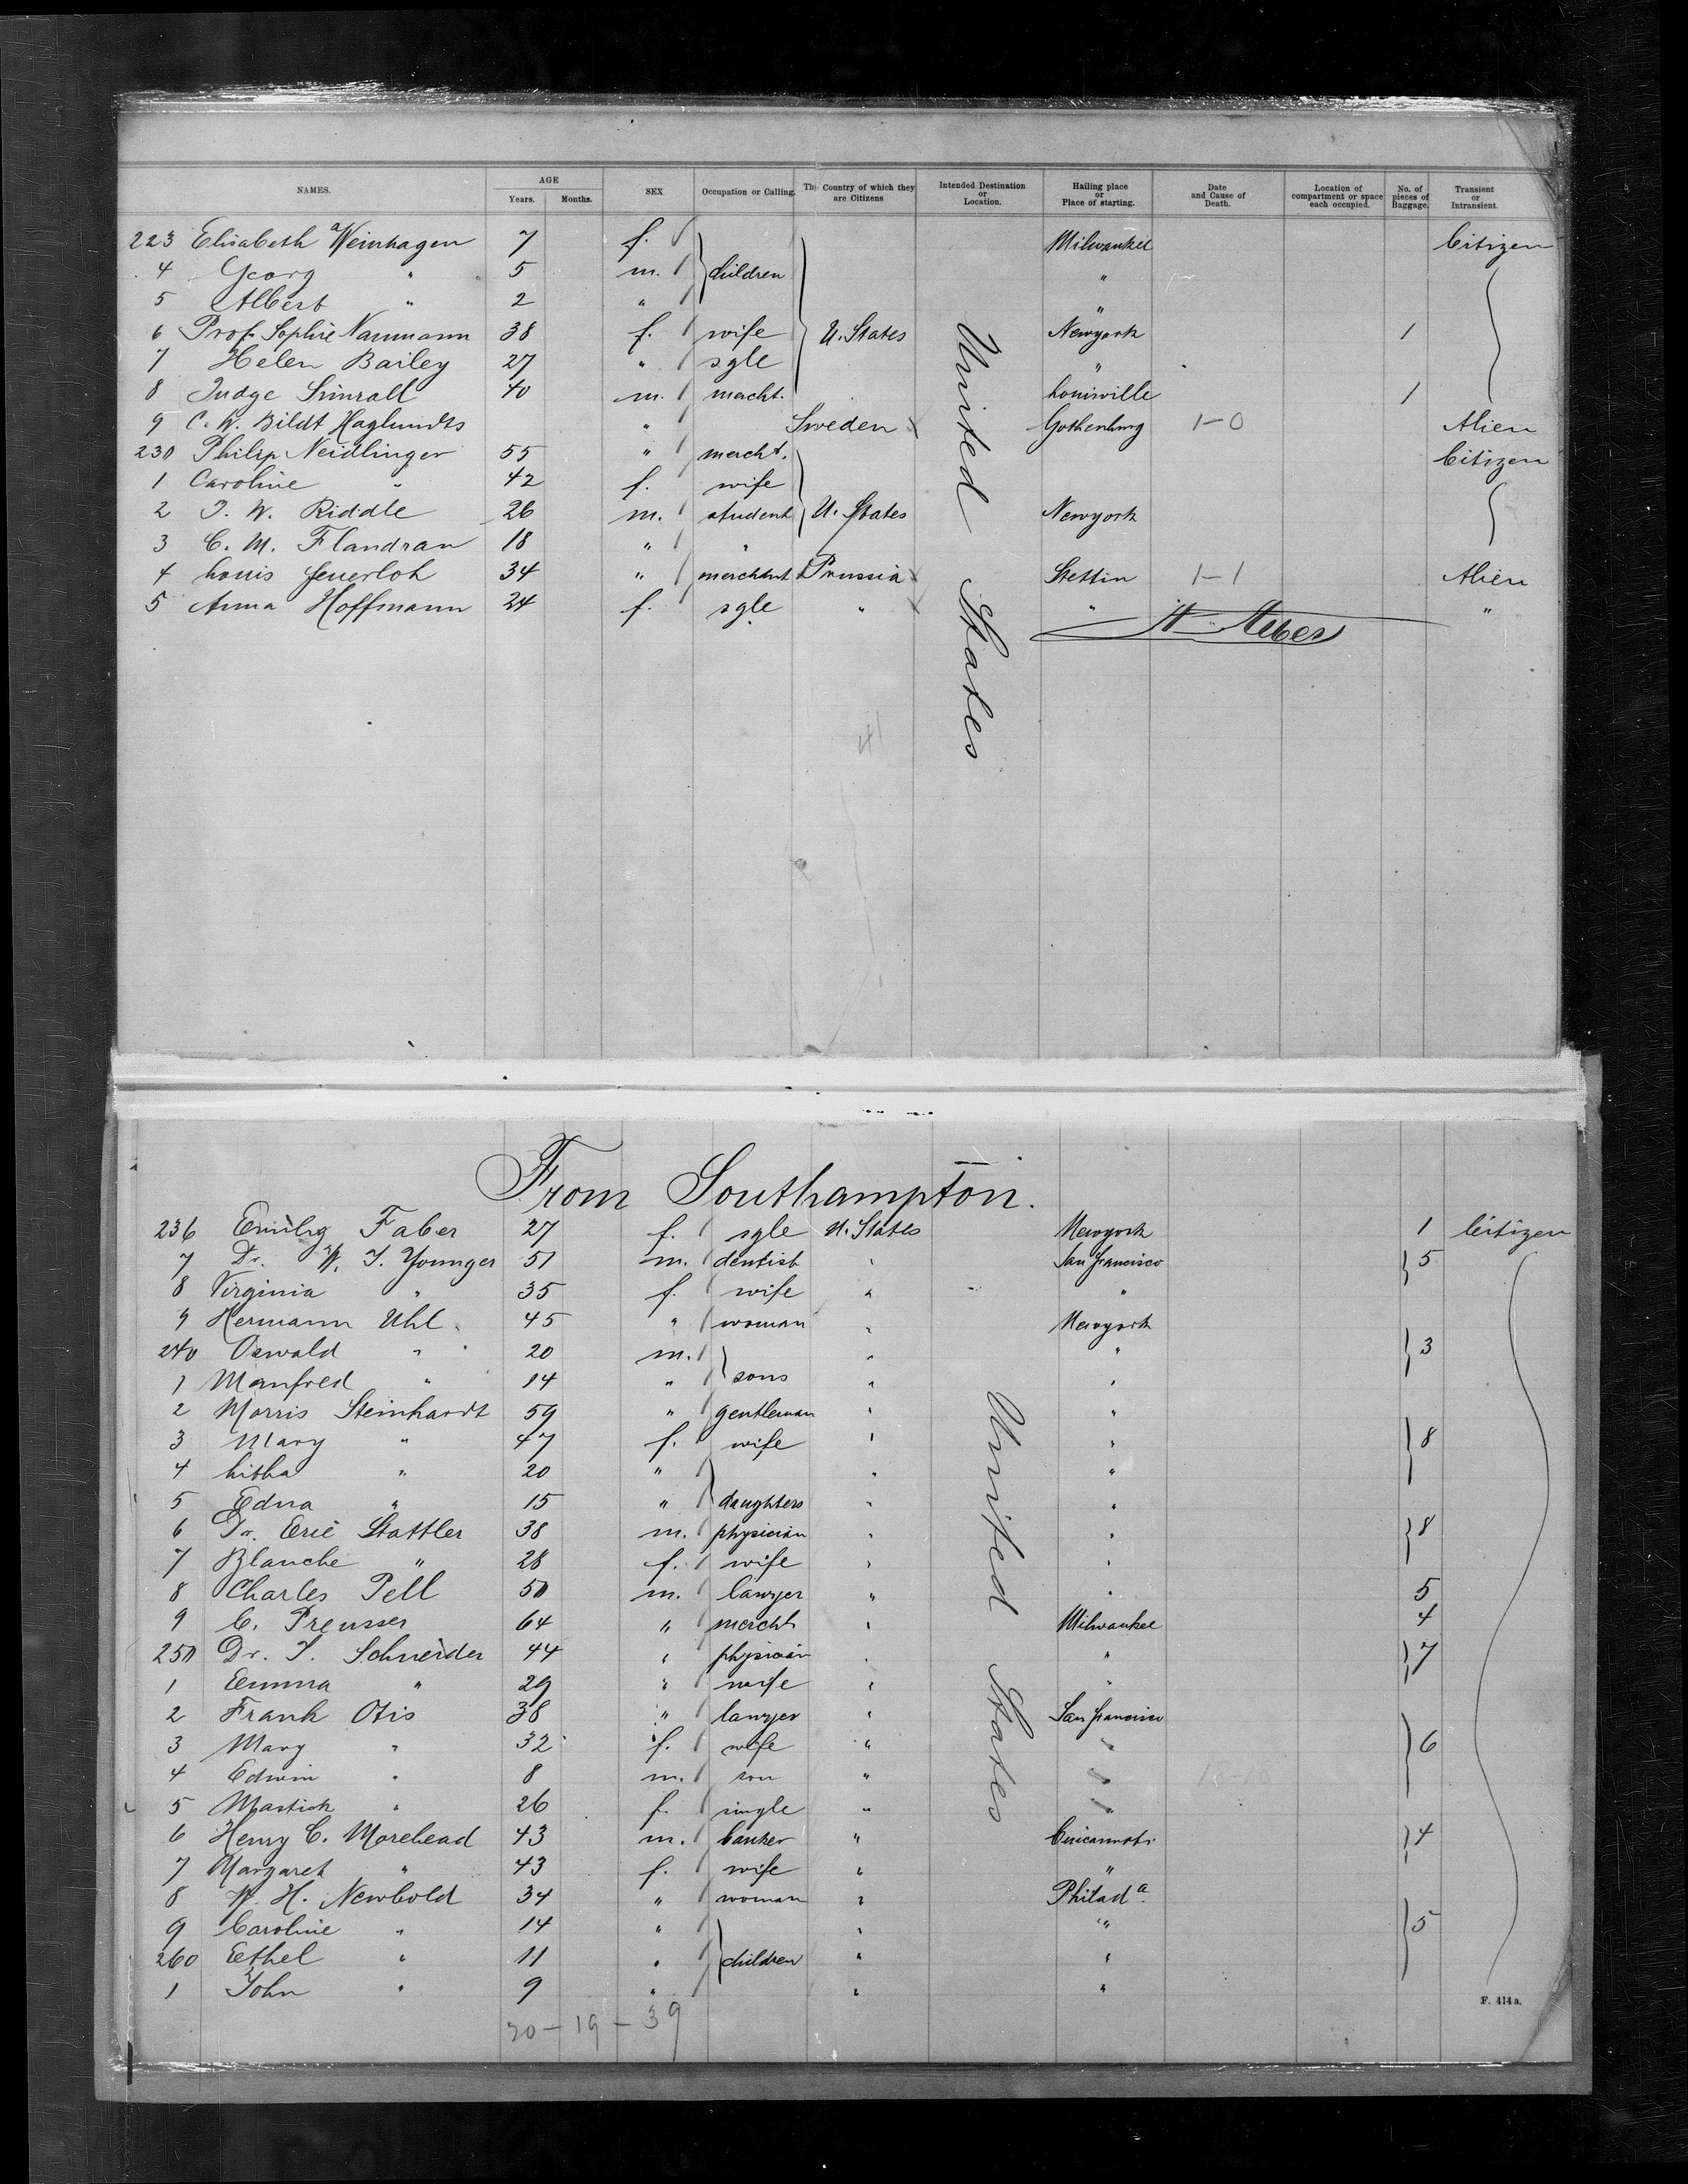 NAMES. AGE Years. Months. SEX Occupation or Calling. The Country of which they are Citizens Intended Destination or Location. Hailing place or Place of starting. Date and Cause of Death. Location of compartment or space each occupied. No. of pieces of Baggage. Transient or Intransient.
223 Elisabeth Weinhagen 7 f. Milwaukee Citizen
4 Georg " 5 m. children "
5 Albert " 2 " "
6 Prof. Sophie Naumann 38 f. wife U. States Newyork 1
7 Helen Bailey 27 " sgle "
8 Judge Simrall 40 m. mercht. Louisville 1
9 C. W. Bildt Haglunds " Sweden Gothenburg 1-0 Alien
230 Philip Neidlinger 55 " mercht. Citizen
1 Caroline " 42 f. wife
2 J. W. Riddle 26 m. student U. States Newyork
3 C. M. Flandrau 18 " "
4 Louis Feuerloh 34 " merchant Prussia Stettin 1-1 Alien
5 Anna Hoffmann 24 f. sgle " " "
United States
41
From Southampton.
236 Emily Faber 27 f. sgle U. States Newyork 1 Citizen
7 Dr. W. J. Younger 51 m. dentist " San Francisco 5
8 Virginia " 35 f. wife " "
9 Hermann Uhl 45 " woman " Newyork
240 Oswald " 20 m. " " 3
1 Manfred " 14 " sons " "
2 Morris Steinhardt 59 " gentleman " "
3 Mary " 47 f. wife " " 8
4 20 " " "
5 Edna " 15 " daughters " "
6 Dr. Eric Stattler 38 m. physician " " 8
7 Blanche " 28 f. wife " "
8 Charles Pell 50 m. lawyer " " 5
9 C. Preusser 64 " mercht " Milwaukee 4
250 Dr. J. Schneider 44 " physician " " 7
1 Emma " 29 " wife " "
2 Frank Otis 38 " lawyer " San Francisco
3 Mary " 32 f. wife " " 6
4 Edwin " 8 m. son " "
5 Mastick " 26 f. single " "
6 Henry C. Morehead 43 m. banker " Cincannati 4
7 Margaret " 43 f. wife " "
8 W. H. Newbold 34 " woman " Philada.
9 Caroline " 14 " " " 5
260 Eethel " 11 " children " "
1 John " 9 " " "
United States
F. 414a.
20-19-39